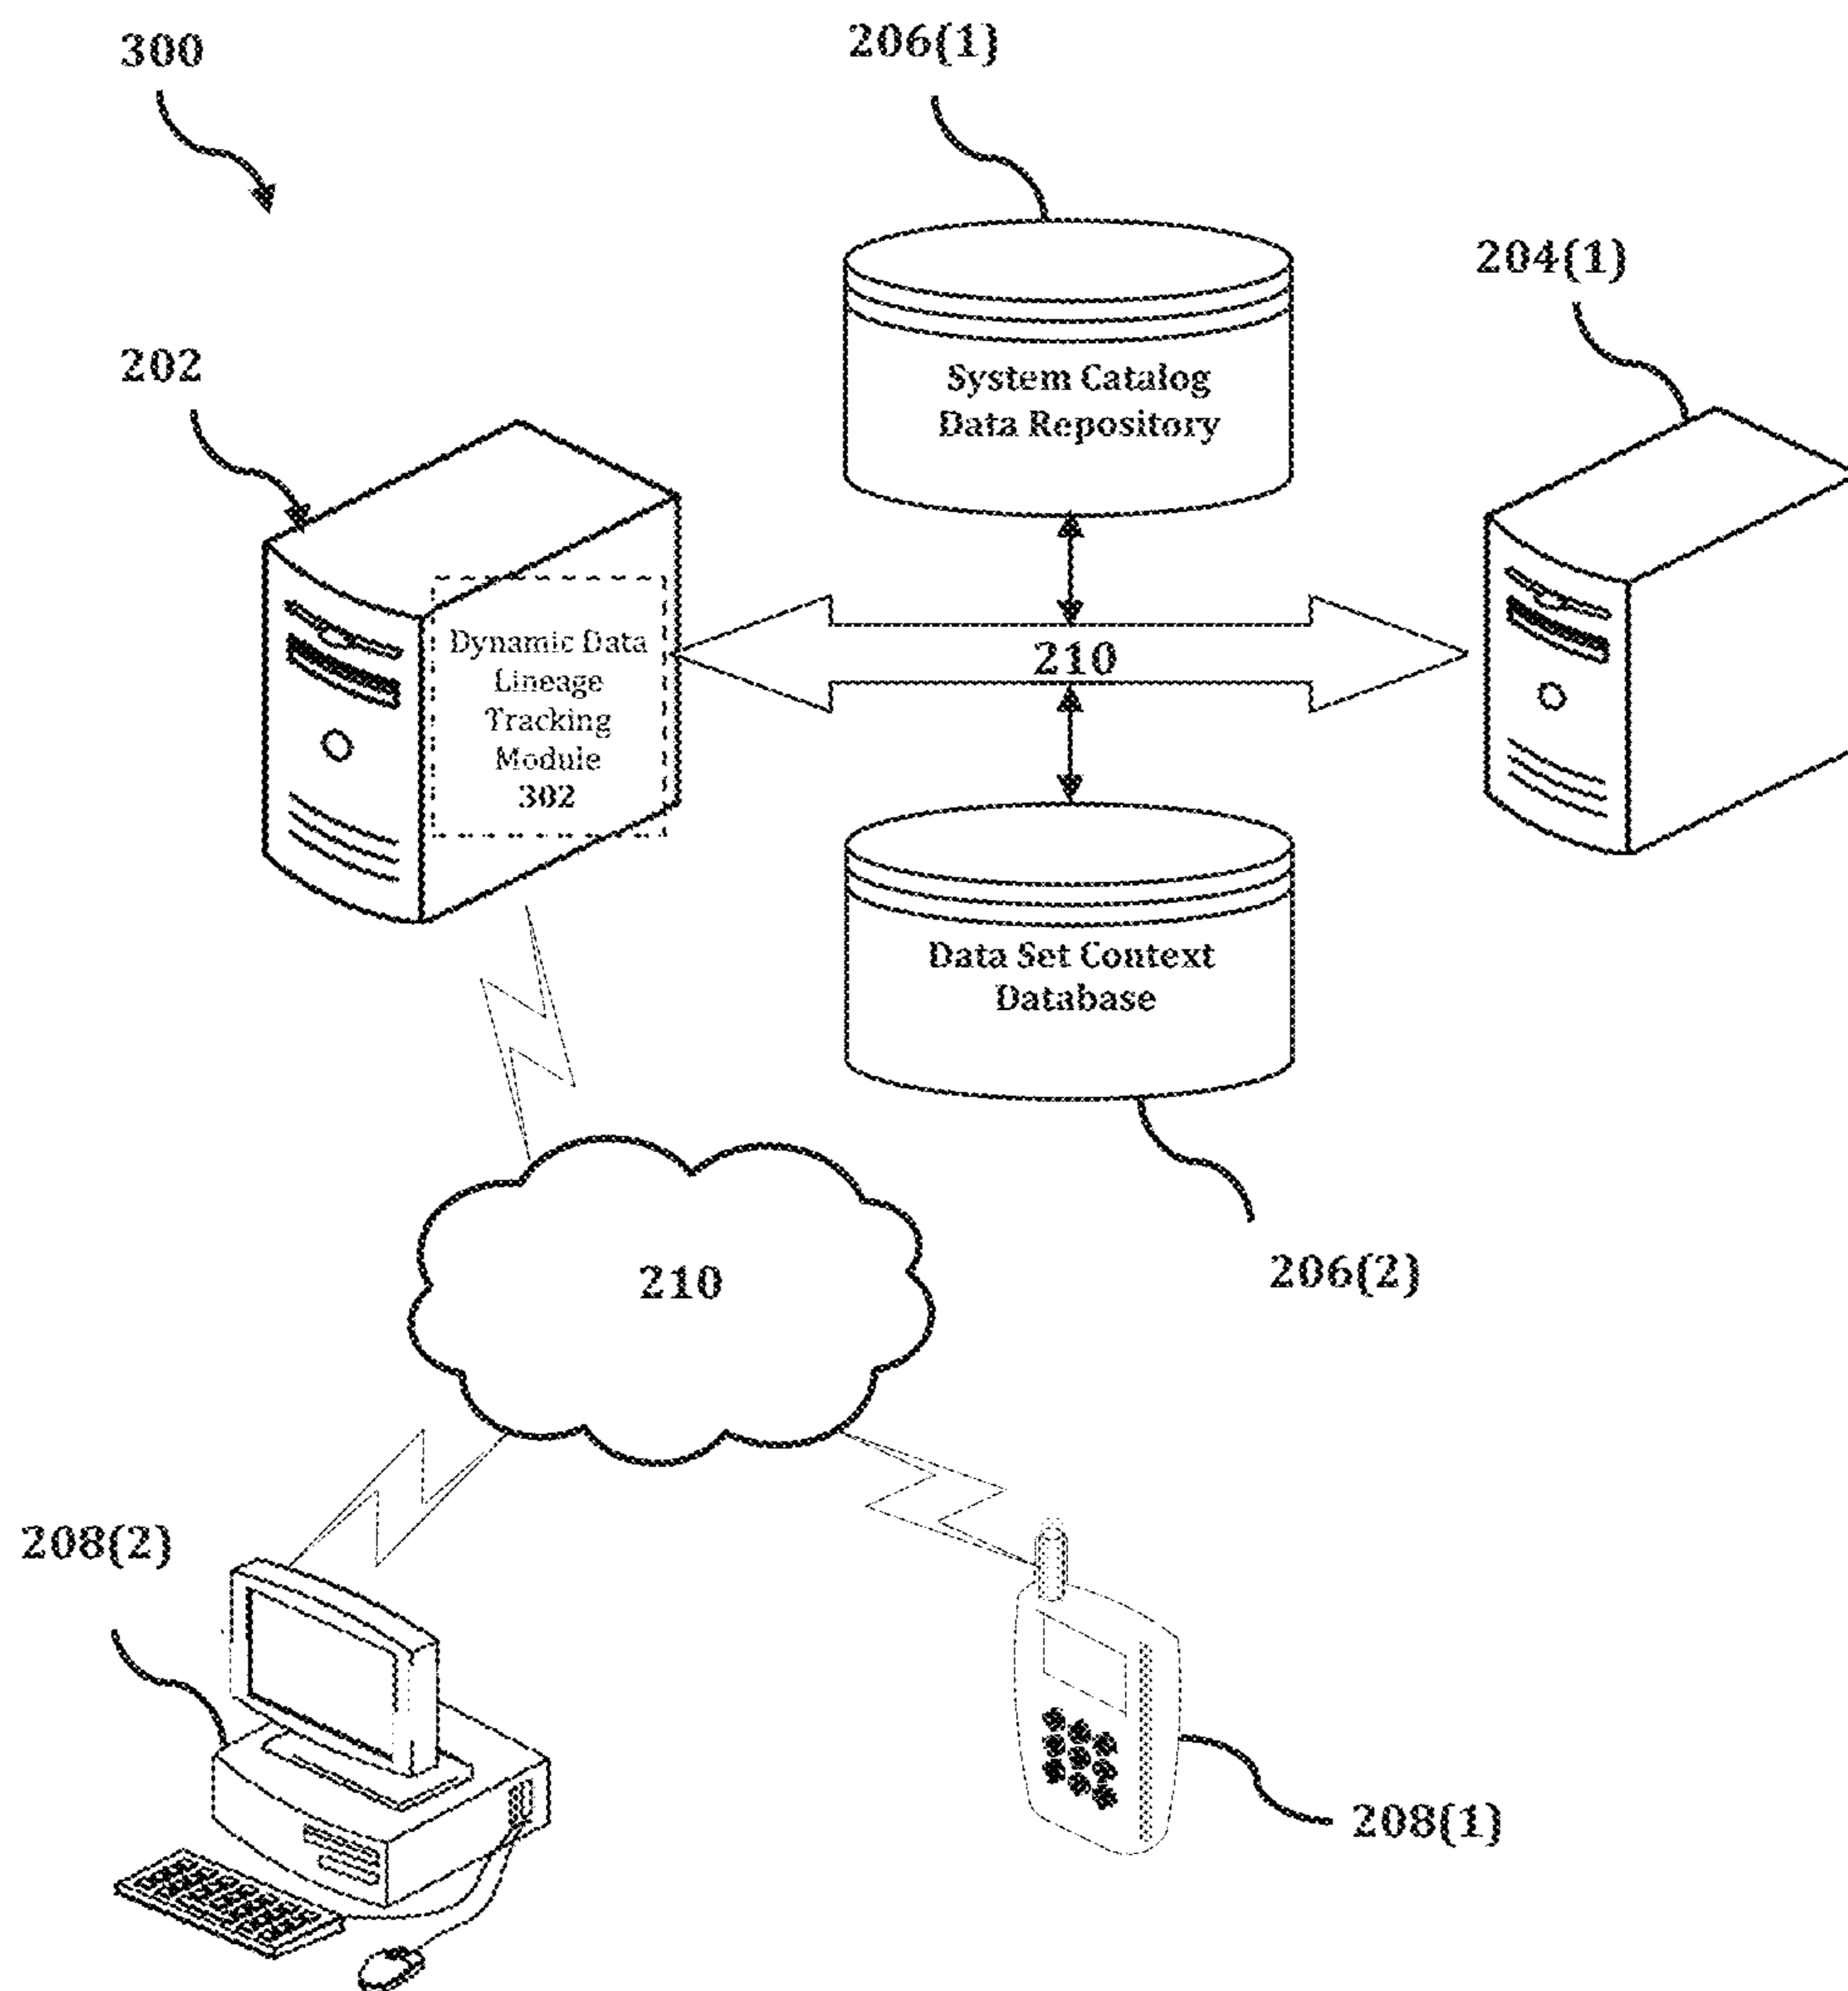 300
206(1)
204(1)
202
System Catalog
Data Repository
Dynamic Data
Lineage
Tracking
Module
302
210
Data Set Context
Database
206(2)
210
208(2)
208(1)